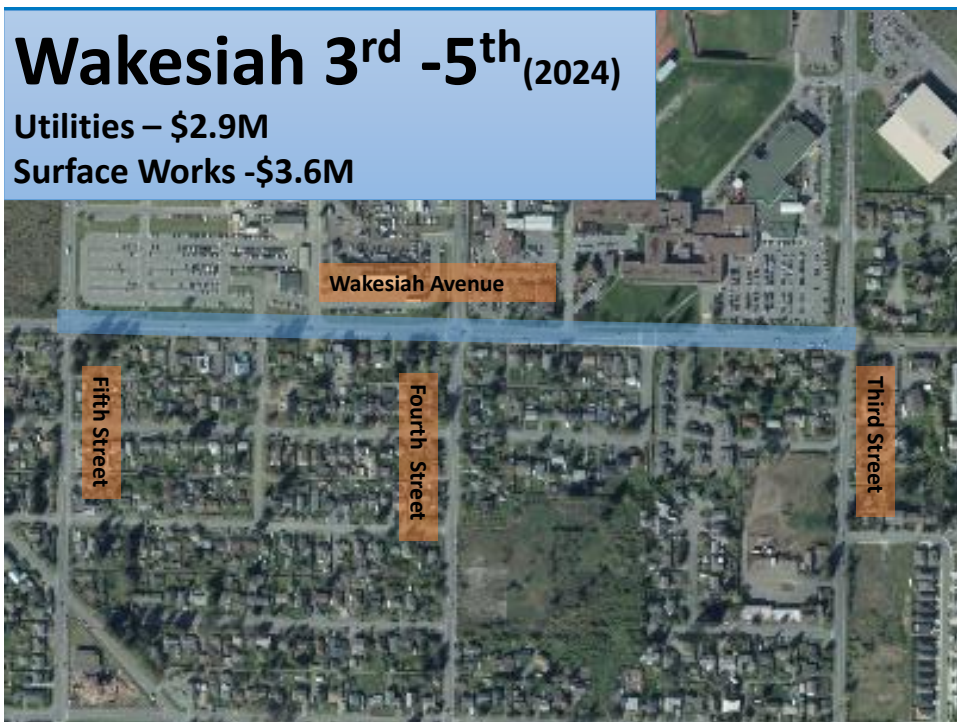 Wakesiah 3rd -5th(2024)
Utilities – $2.9M
Surface Works -$3.6M
Wakesiah Avenue
Fifth Street
Fourth  Street
Third Street